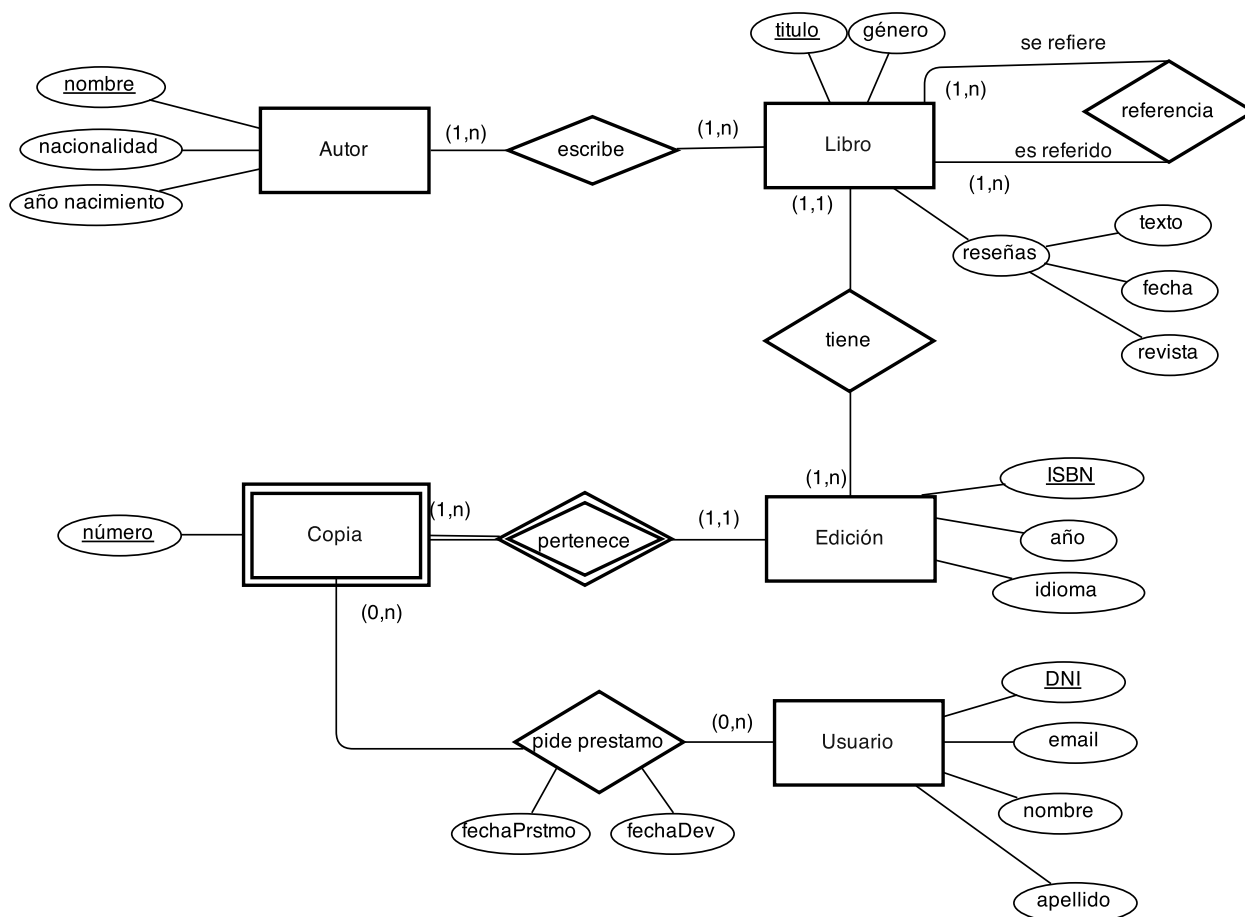 titulo
género
se refiere
nombre
(1,n)
referencia
nacionalidad
Autor
(1,n)
escribe
(1,n)
Libro
es referido
(1,n)
año nacimiento
(1,1)
texto
reseñas
fecha
tiene
revista
(1,n)
ISBN
número
Copia
(1,n)
pertenece
(1,1)
Edición
año
idioma
(0,n)
DNI
pide prestamo
(0,n)
Usuario
email
nombre
fechaPrstmo
fechaDev
apellido